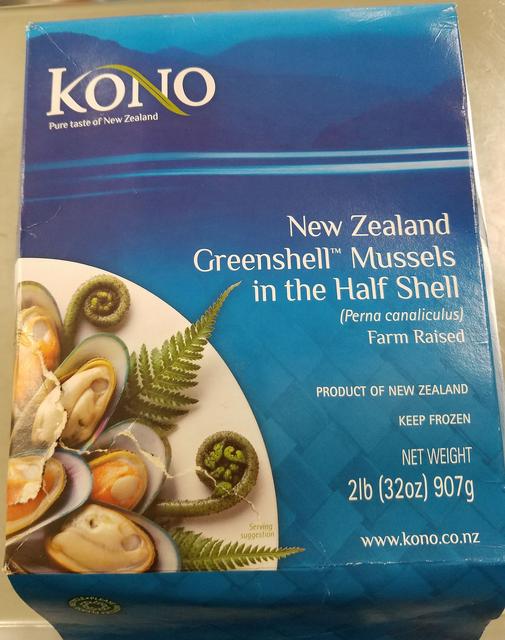 KONO
Pure taste of New Zealand
New Zealand
Greenshell™ Mussels
in the Half Shell
(Perna canaliculus)
Farm Raised
PRODUCT OF NEW ZEALAND
KEEP FROZEN
NET WEIGHT
2lb (32oz) 907g
Serving
suggestion
www.kono.co.nz